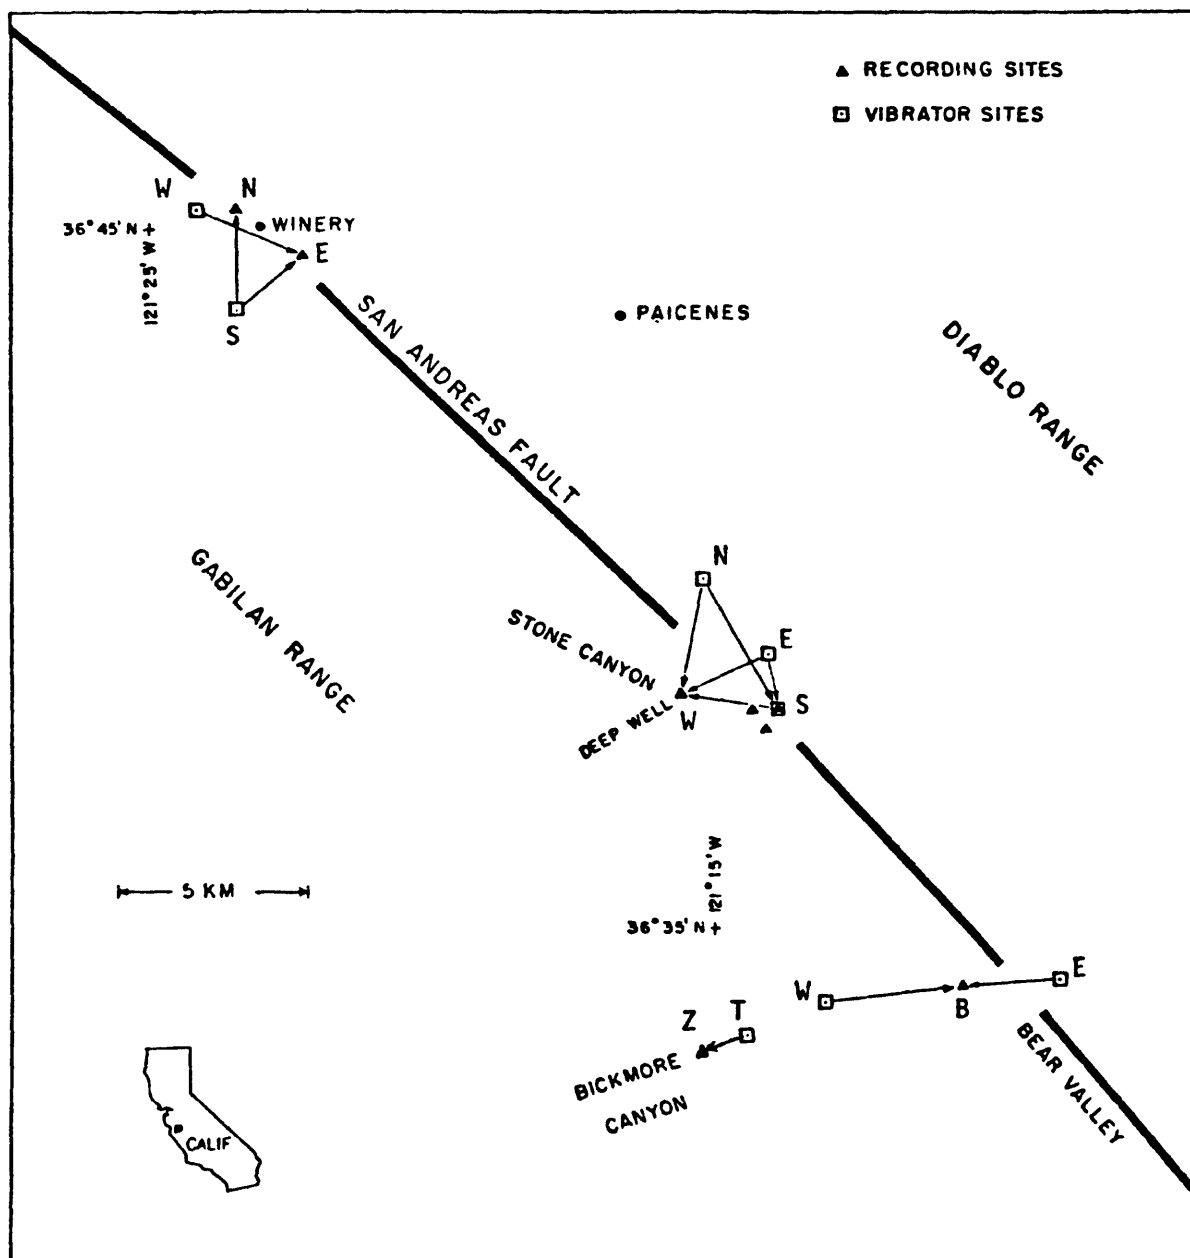 RECORDING SITES
VIBRATOR SITES
W
N
36° 45' N +
121° 25' W
WINERY
E
S
SAN ANDREAS FAULT
PAICENES
DIABLO RANGE
GABILAN RANGE
N
STONE CANYON
E
DEEP WELL
W
S
5 KM
121° 15' W
36° 35' N +
W
B
E
Z
T
BICKMORE
CANYON
BEAR VALLEY
CALIF